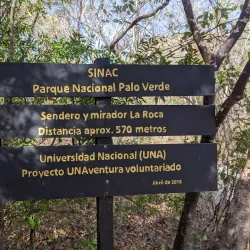 SINAC
Parque Nacional Palo Verde
Sendero y mirador La Roca
Distancia aprox. 570 metros
Universidad Nacional (UNA)
Proyecto UNAventura voluntariado
Abril de 2016